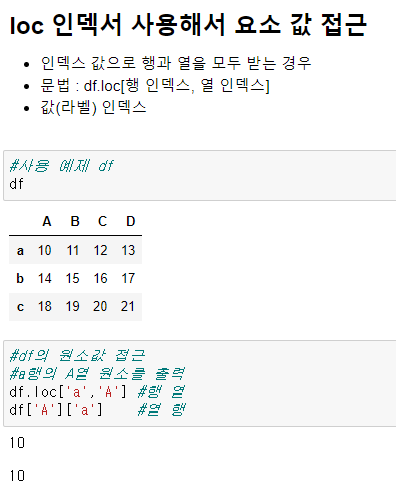 loc 인덱서 사용해서 요소 값 접근
인덱스 값으로 행과 열을 모두 받는 경우
문법 : df.loc[행 인덱스, 열 인덱스]
값(라벨) 인덱스
#사용 예제 df
df
A B C D
a 10 11 12 13
b 14 15 16 17
c 18 19 20 21
#df의 원소값 접근
#a행의 A열 원소를 출력
df.loc['a','A'] #행 열
df['A']['a'] #열 행
10
10